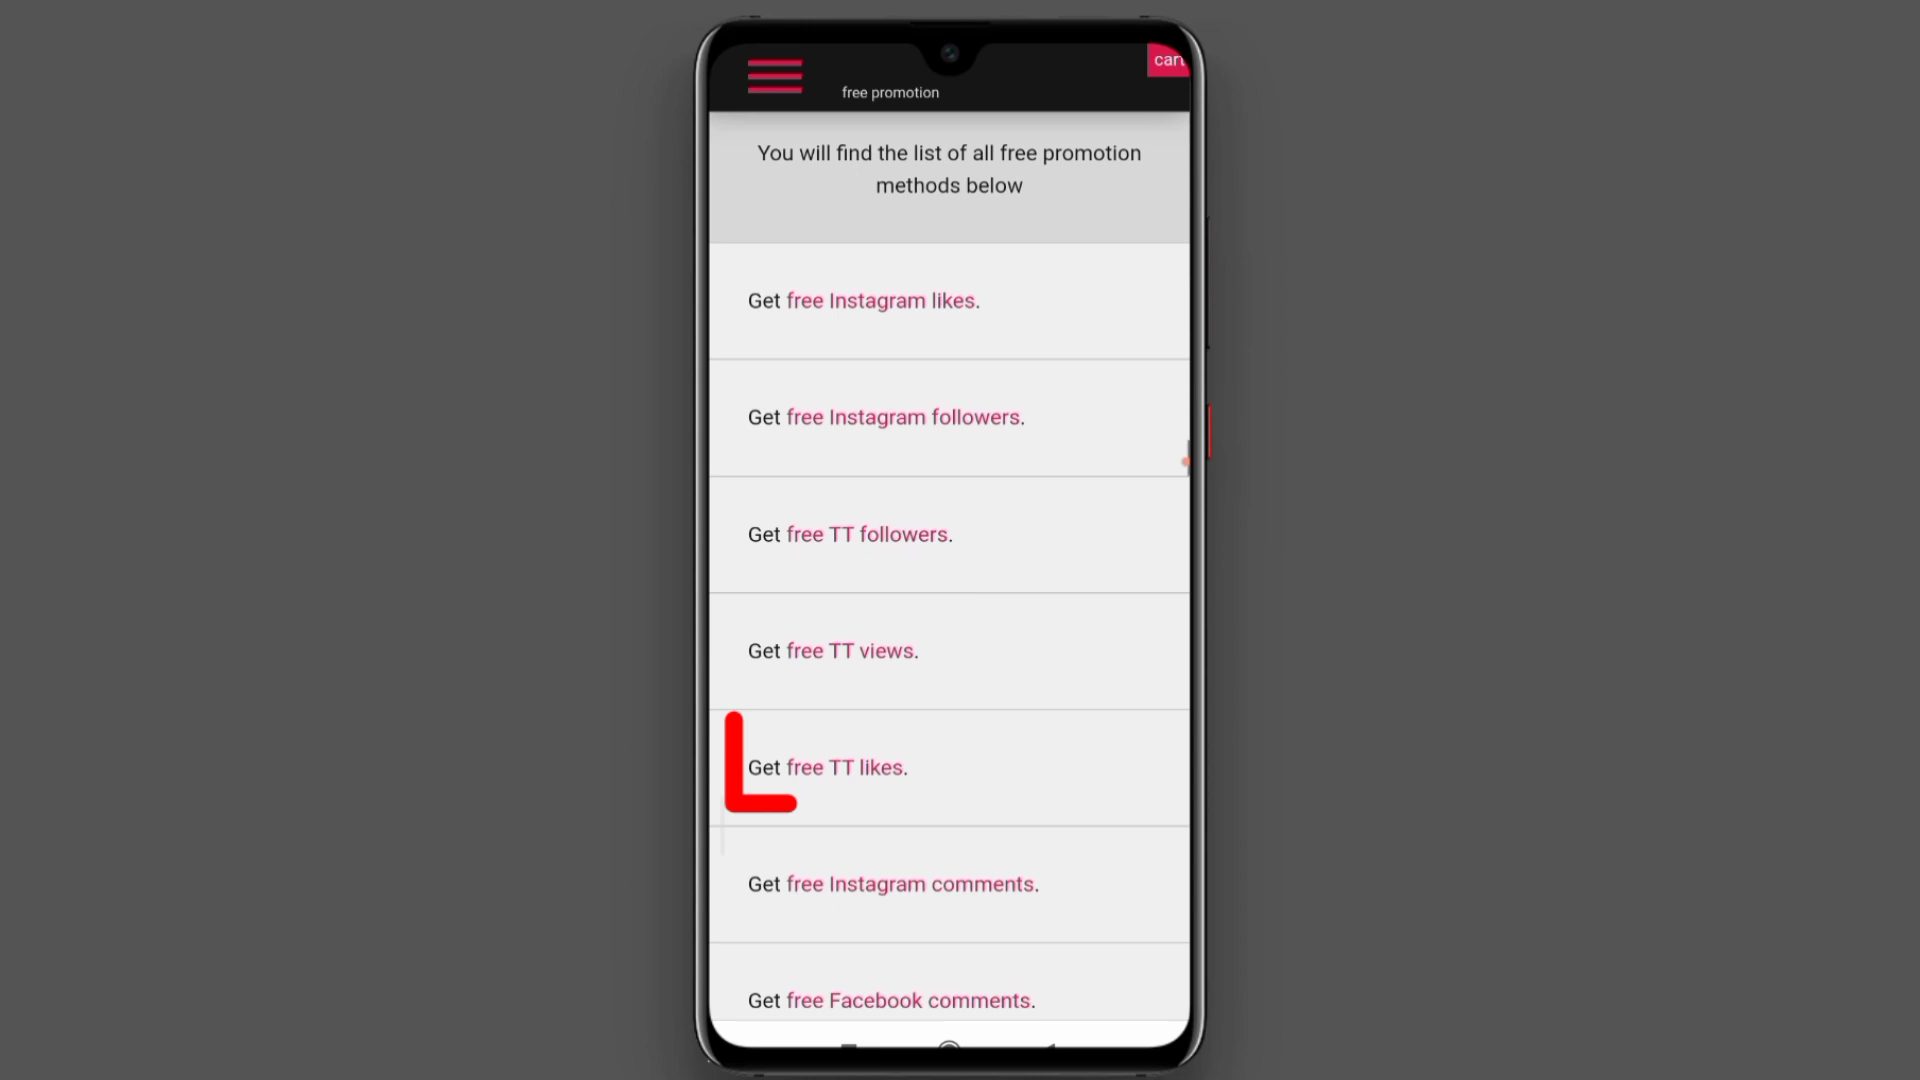 cart
free promotion
You will find the list of all free promotion
methods below
Get free Instagram likes.
Get free Instagram followers.
Get free TT followers.
Get free TT views.
Get free TT likes.
Get free Instagram comments.
Get free Facebook comments.